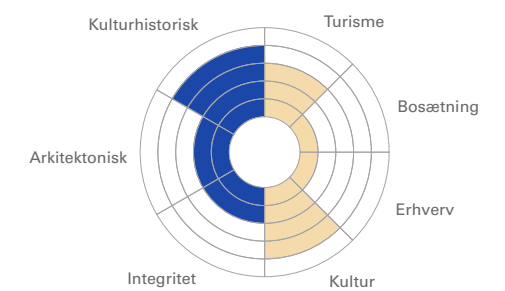 Kulturhistorisk
Turisme
Bosætning
Arkitektonisk
Erhverv
Integritet
Kultur